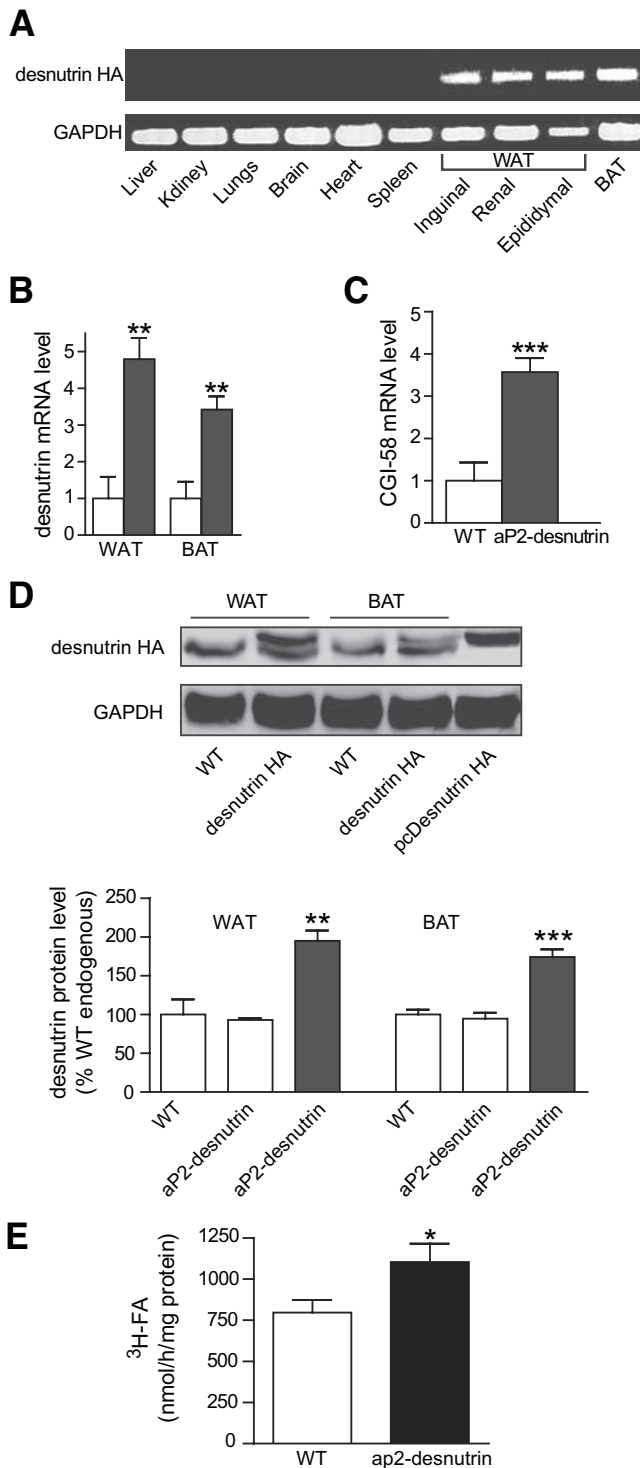 A
desnutrin HA
GAPDH
Liver
Kdiney
Lungs
Brain
Heart
Spleen
Inguinal
Renal
Epididymal
WAT
BAT
B
desnutrin mRNA level
5
4
3
2
1
0
**
**
WAT
BAT
C
CGI-58 mRNA level
5
4
3
2
1
0
***
WT
aP2-desnutrin
D
WAT
BAT
desnutrin HA
GAPDH
WT
desnutrin HA
WT
desnutrin HA
pcDesnutrin HA
desnutrin protein level
(% WT endogenous)
250
200
150
100
50
0
WAT
**
BAT
***
WT
aP2-desnutrin
aP2-desnutrin
WT
aP2-desnutrin
aP2-desnutrin
E
³H-FA
(nmol/h/mg protein)
1250
1000
750
500
250
0
*
WT
ap2-desnutrin